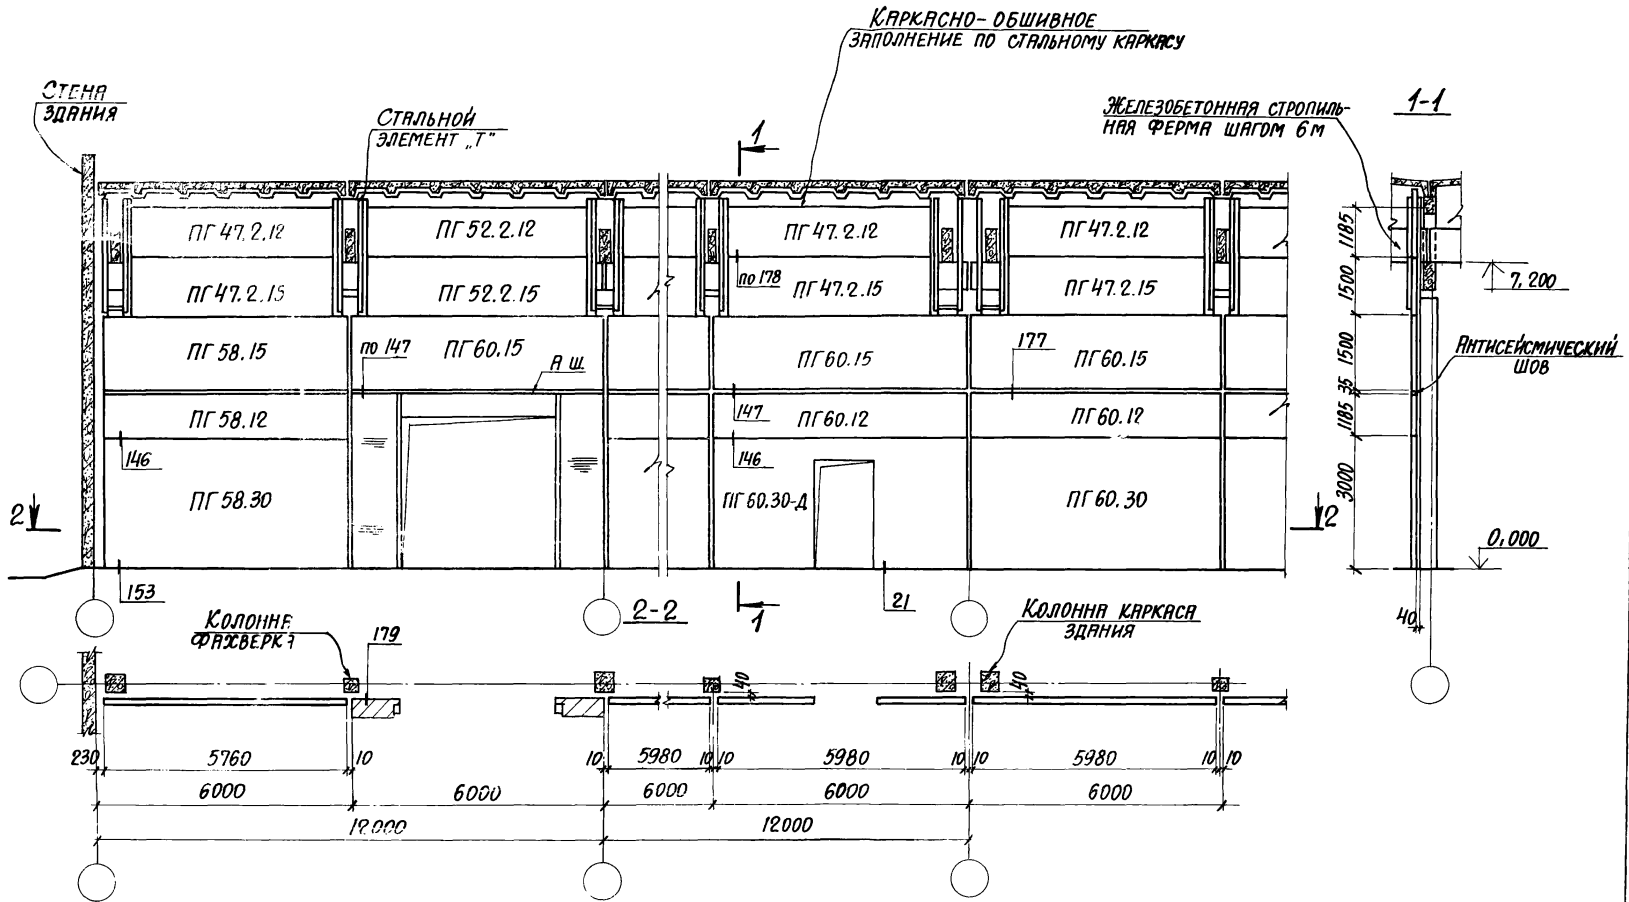 КАРКАСНО-ОБШИВНОЕ
ЗАПОЛНЕНИЕ ПО СТАЛЬНОМУ КАРКАСУ
СТЕНА
ЗДАНИЯ
СТАЛЬНОЙ
ЭЛЕМЕНТ „Т"
1
ЖЕЛЕЗОБЕТОННАЯ СТРОПИЛЬ-
НАЯ ФЕРМА ШАГОМ 6 М
1-1
ПГ 47.2.12
ПГ 52.2.12
ПГ 47.2.12
ПГ 47.2.12
1185
по 178
ПГ 47.2.15
ПГ 52.2.15
ПГ 47.2.15
ПГ 47.2.15
1500
7,200
ПГ 58.15
по 147
ПГ 60.15
А Ш.
ПГ 60.15
177
ПГ 60.15
1500
АНТИСЕЙСМИЧЕСКИЙ
ШОВ
35
ПГ 58.12
147
ПГ 60.12
ПГ 60.12
1185
146
146
ПГ 58.30
ПГ 60.30-Д
ПГ 60.30
3000
2
2
0,000
153
2-2
1
21
40
КОЛОННА
ФАХВЕРКА
179
КОЛОННА КАРКАСА
ЗДАНИЯ
40
40
230
5760
10
10
5980
10
10
5980
10
10
5980
10
10
6000
6000
6000
6000
6000
12000
12000